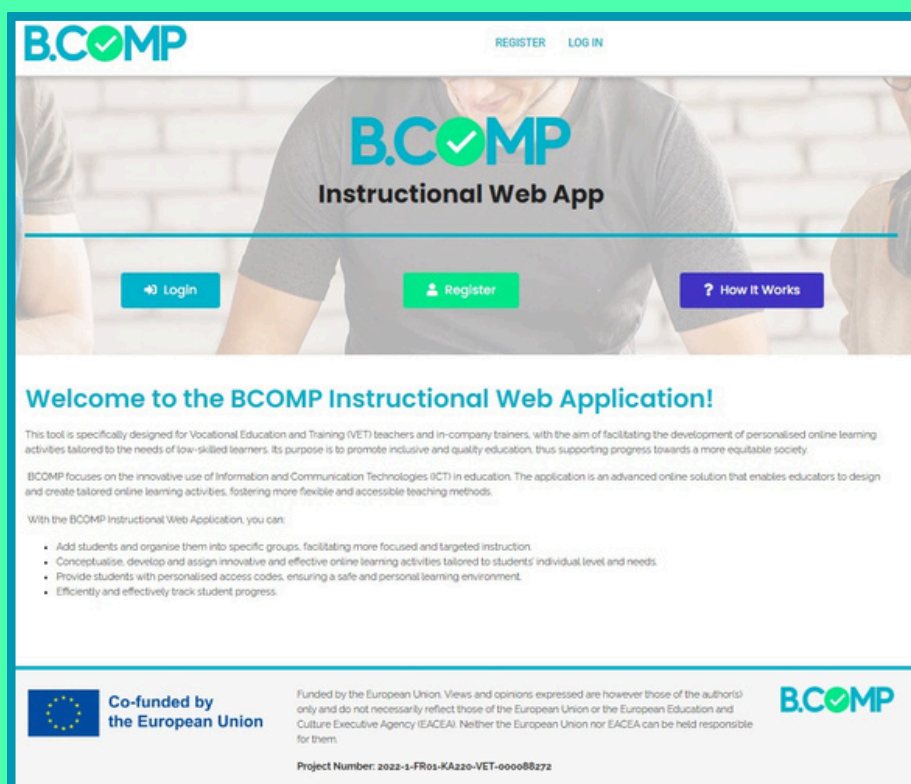 B.COMP
REGISTER LOG IN
B.COMP
Instructional Web App
Login
Register
? How It Works
Welcome to the BCOMP Instructional Web Application!
This tool is specifically designed for Vocational Education and Training (VET) teachers and in-company trainers, with the aim of facilitating the development of personalised online learning
activities tailored to the needs of low-skilled learners. Its purpose is to promote inclusive and quality education, thus supporting progress towards a more equitable society.
BCOMP focuses on the innovative use of Information and Communication Technologies (ICT) in education. The application is an advanced online solution that enables educators to design
and create tailored online learning activities, fostering more flexible and accessible teaching methods.
With the BCOMP Instructional Web Application, you can:
• Add students and organise them into specific groups, facilitating more focused and targeted instruction.
• Conceptualise, develop and assign innovative and effective online learning activities tailored to students' individual level and needs.
• Provide students with personalised access codes, ensuring a safe and personal learning environment.
• Efficiently and effectively track student progress.
Co-funded by
the European Union
Funded by the European Union. Views and opinions expressed are however those of the author(s)
only and do not necessarily reflect those of the European Union or the European Education and
Culture Executive Agency (EACEA). Neither the European Union nor EACEA can be held responsible
for them.
Project Number: 2022-1-FR01-KA220-VET-000088272
B.COMP